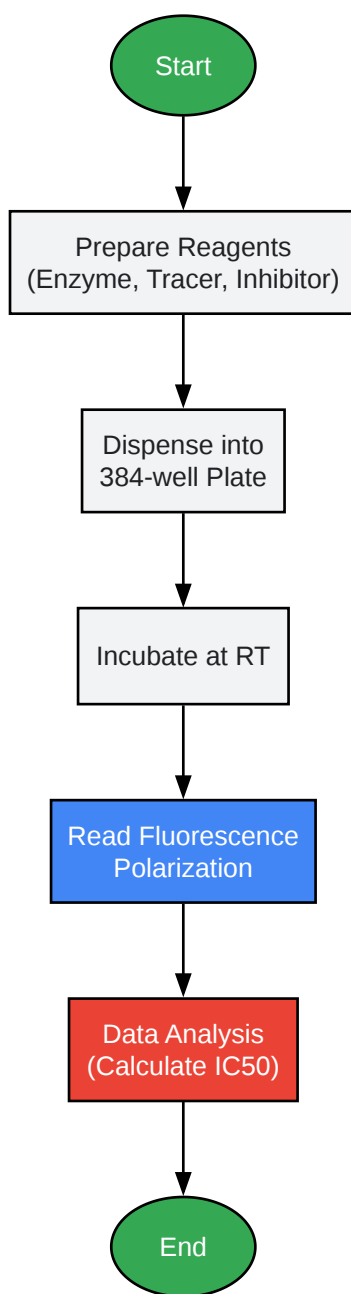 Start
Prepare Reagents
(Enzyme, Tracer, Inhibitor)
Dispense into
384-well Plate
Incubate at RT
Read Fluorescence
Polarization
Data Analysis
(Calculate IC50)
End